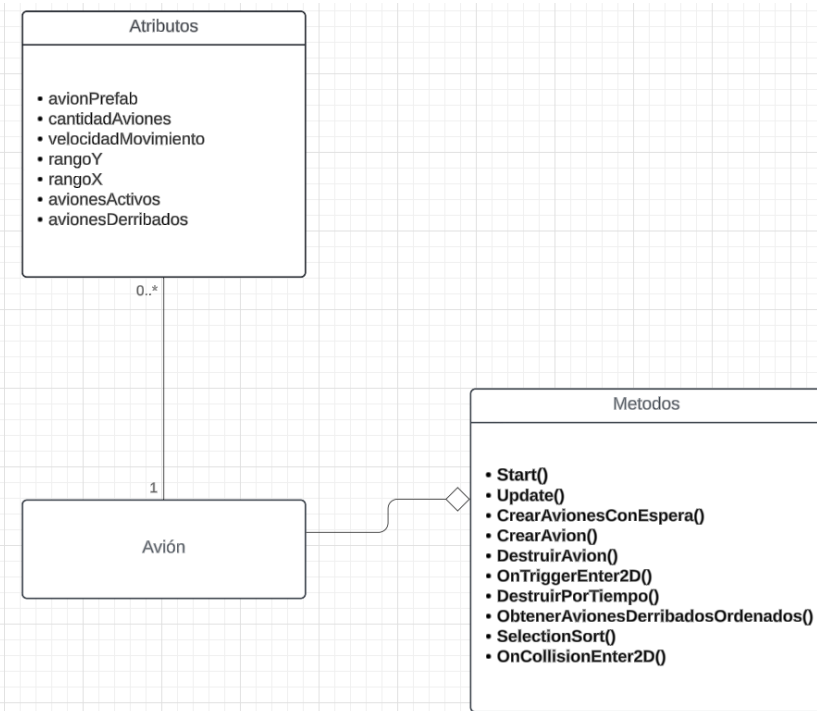 Atributos
• avionPrefab
• cantidadAviones
• velocidadMovimiento
• rangoY
• rangoX
• avionesActivos
• avionesDerribados
0..*
1
Avión
Metodos
• Start()
• Update()
• CrearAvionesConEspera()
• CrearAvion()
• DestruirAvion()
• OnTriggerEnter2D()
• DestruirPorTiempo()
• ObtenerAvionesDerribadosOrdenados()
• SelectionSort()
• OnCollisionEnter2D()